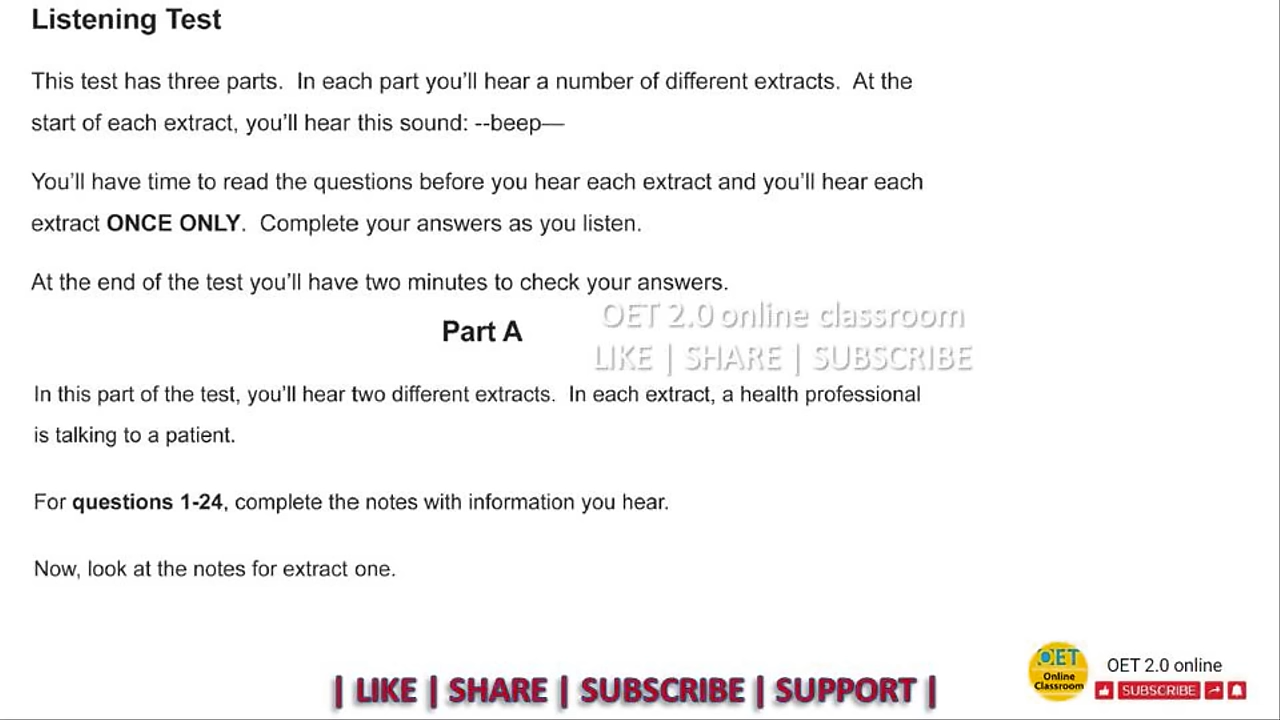 Listening Test
This test has three parts.  In each part you'll hear a number of different extracts.  At the
start of each extract, you'll hear this sound: --beep—
You'll have time to read the questions before you hear each extract and you'll hear each
extract ONCE ONLY.  Complete your answers as you listen.
At the end of the test you'll have two minutes to check your answers.
OET 2.0 online classroom
Part A
LIKE | SHARE | SUBSCRIBE
In this part of the test, you'll hear two different extracts.  In each extract, a health professional
is talking to a patient.
For questions 1-24, complete the notes with information you hear.
Now, look at the notes for extract one.
OET
Online
Classroom
OET 2.0 online
SUBSCRIBE
| LIKE | SHARE | SUBSCRIBE | SUPPORT |